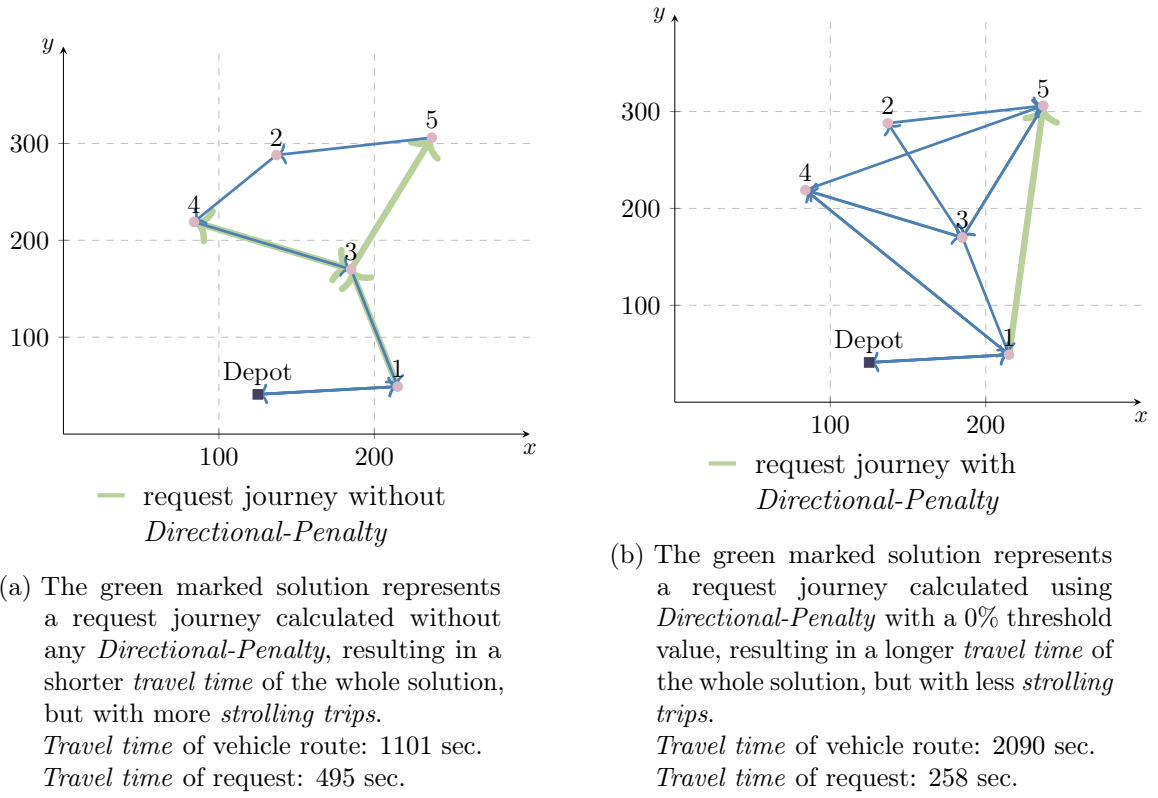 y
300
200
100
100
200
x
5
2
4
3
1
Depot
request journey without
Directional-Penalty
(a) The green marked solution represents
a request journey calculated without
any Directional-Penalty, resulting in a
shorter travel time of the whole solution,
but with more strolling trips.
Travel time of vehicle route: 1101 sec.
Travel time of request: 495 sec.
y
300
200
100
100
200
x
5
2
4
3
1
Depot
request journey with
Directional-Penalty
(b) The green marked solution represents
a request journey calculated using
Directional-Penalty with a 0% threshold
value, resulting in a longer travel time of
the whole solution, but with less strolling
trips.
Travel time of vehicle route: 2090 sec.
Travel time of request: 258 sec.